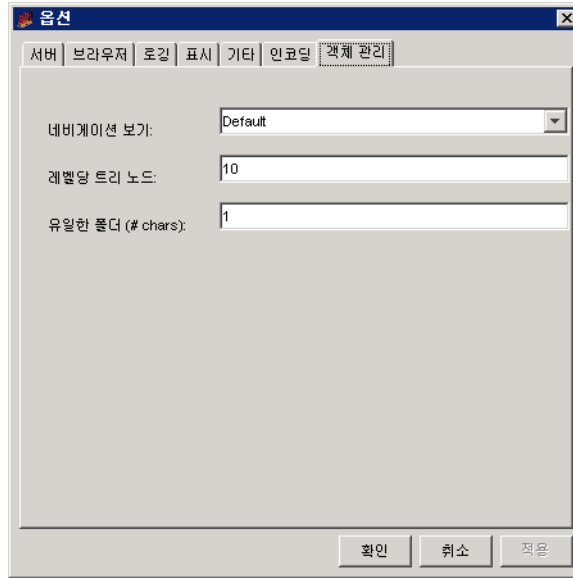 옵션
서버 브라우저 로깅 표시 기타 인코딩 객체 관리
네비게이션 보기: Default
레벨당 트리 노드: 10
유일한 폴더 (# chars): 1
확인 취소 적용